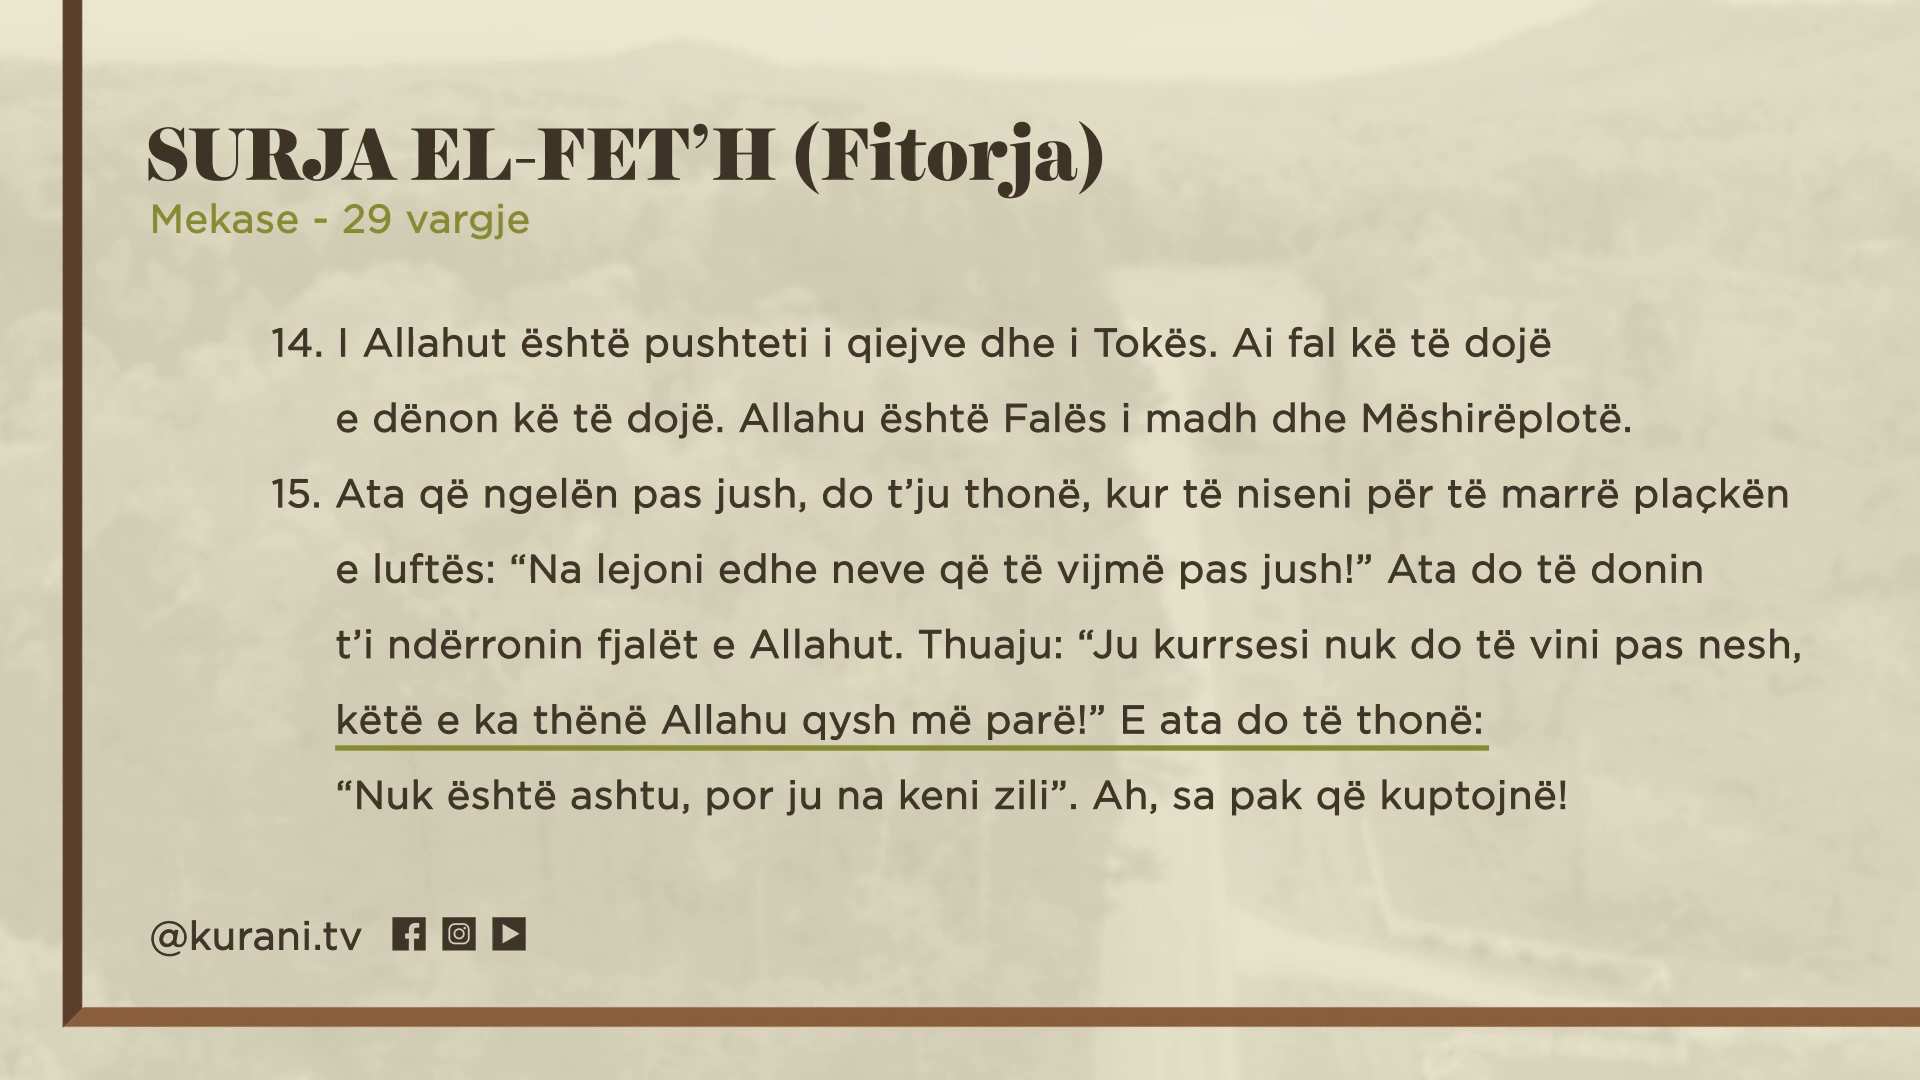 SURJA EL-FET’H (Fitorja)
Mekase - 29 vargje
14. I Allahut është pushteti i qiejve dhe i Tokës. Ai fal kë të dojë
e dënon kë të dojë. Allahu është Falës i madh dhe Mëshirëplotë.
15. Ata që ngelën pas jush, do t’ju thonë, kur të niseni për të marrë plaçkën
e luftës: “Na lejoni edhe neve që të vijmë pas jush!” Ata do të donin
t’i ndërronin fjalët e Allahut. Thuaju: “Ju kurrsesi nuk do të vini pas nesh,
këtë e ka thënë Allahu qysh më parë!” E ata do të thonë:
“Nuk është ashtu, por ju na keni zili”. Ah, sa pak që kuptojnë!
@kurani.tv